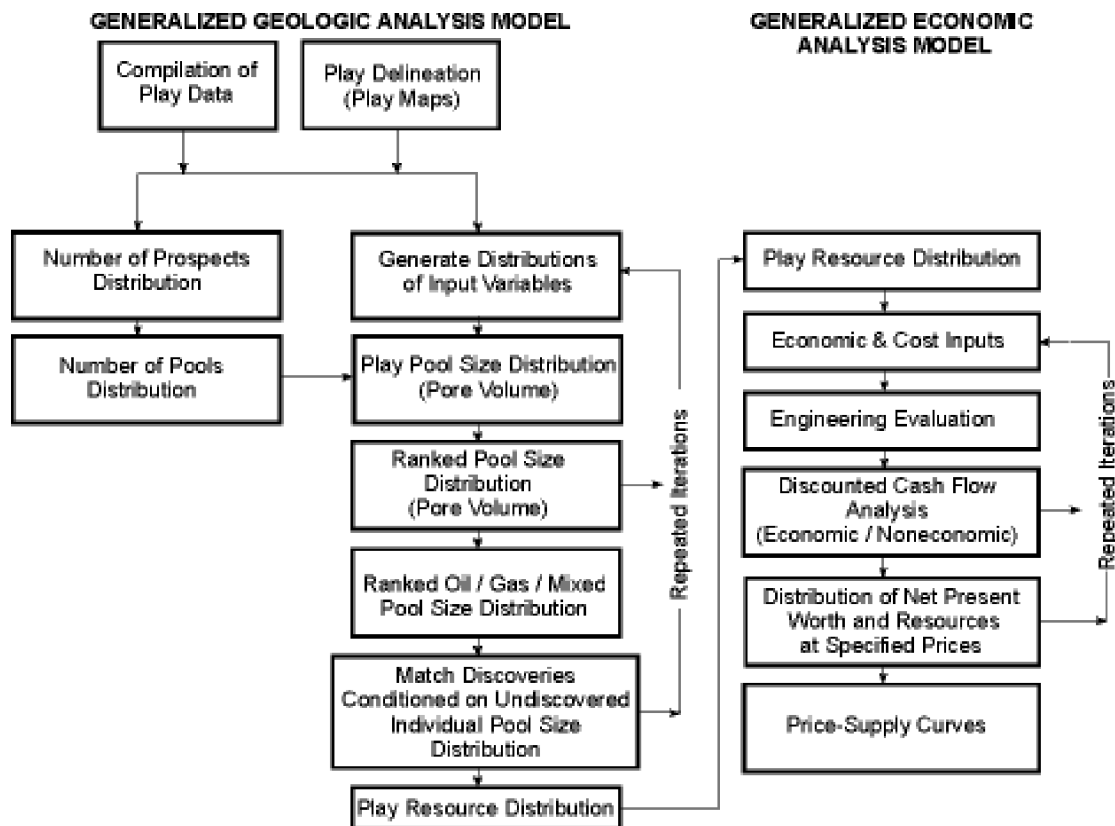 GENERALIZED GEOLOGIC ANALYSIS MODEL
Compilation of
Play Data
Play Delineation
(Play Maps)
Number of Prospects
Distribution
Generate Distributions
of Input Variables
Number of Pools
Distribution
Play Pool Size Distribution
(Pore Volume)
Ranked Pool Size
Distribution
(Pore Volume)
Ranked Oil / Gas / Mixed
Pool Size Distribution
Match Discoveries
Conditioned on Undiscovered
Individual Pool Size
Distribution
Play Resource Distribution
Repeated Iterations
GENERALIZED ECONOMIC
ANALYSIS MODEL
Play Resource Distribution
Economic & Cost Inputs
Engineering Evaluation
Discounted Cash Flow
Analysis
(Economic / Noneconomic)
Distribution of Net Present
Worth and Resources
at Specified Prices
Price-Supply Curves
Repeated Iterations